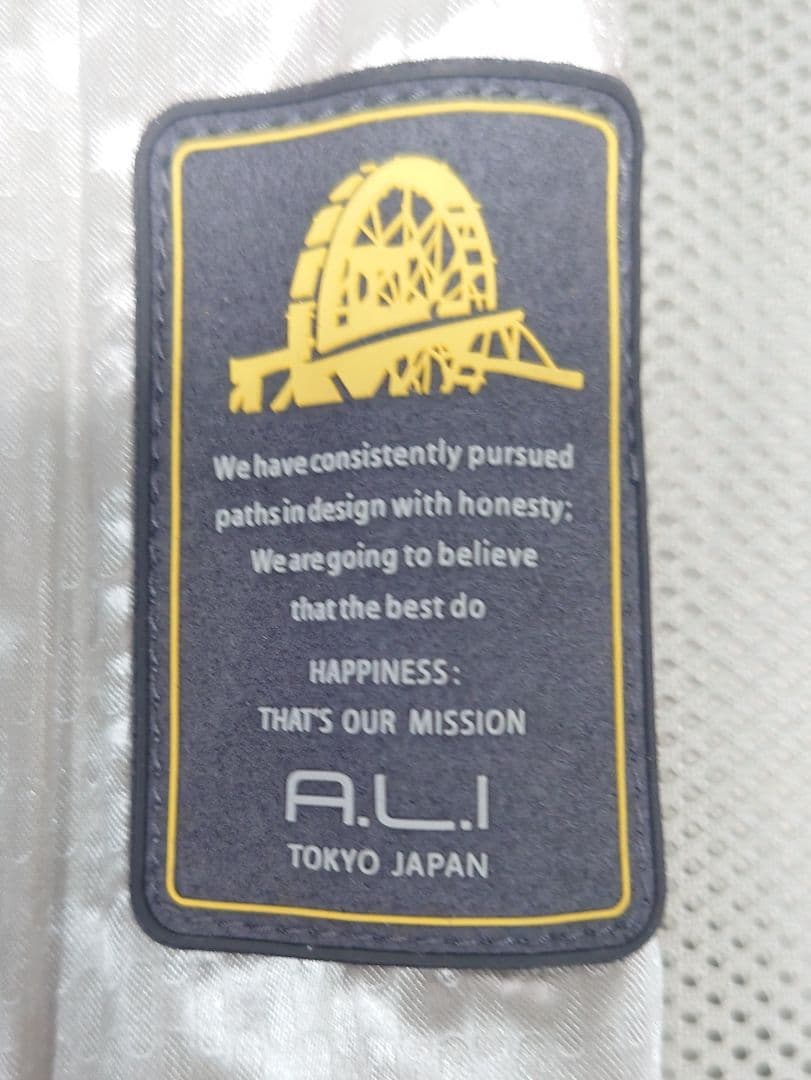 We have consistently pursued
paths in design with honesty;
We are going to believe
that the best do
HAPPINESS:
THAT'S OUR MISSION
A.L.I
TOKYO JAPAN